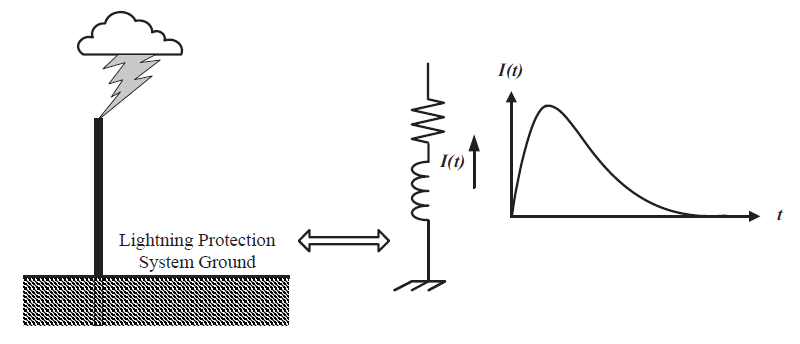 I(t)
I(t)
Lightning Protection
System Ground
t